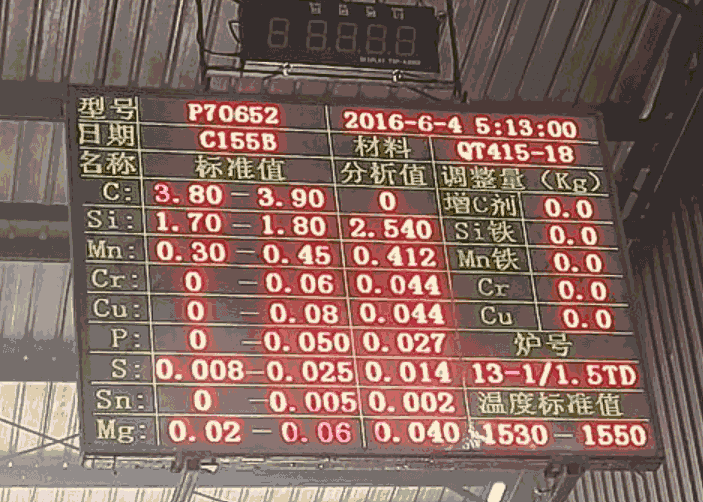 型号 P70652 2016-6-4 5:13:00
日期 C155B 材料 QT415-18
名称 标准值 分析值 调整量（Kg）
C: 3.80-3.90 0 增C剂 0.0
Si: 1.70-1.80 2.540 Si铁 0.0
Mn: 0.30-0.45 0.412 Mn铁 0.0
Cr: 0-0.06 0.044 Cr 0.0
Cu: 0-0.08 0.044 Cu 0.0
P: 0-0.050 0.027 炉号
S: 0.008-0.025 0.014 13-1/1.5TD
Sn: 0-0.005 0.002 温度标准值
Mg: 0.02-0.06 0.040 1530-1550